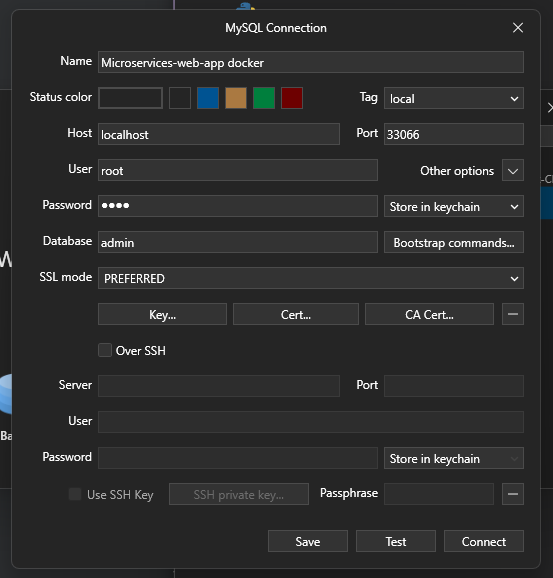 MySQL Connection
Name Microservices-web-app docker
Status color Tag local
Host localhost Port 33066
User root Other options
Password •••• Store in keychain
Database admin Bootstrap commands...
SSL mode PREFERRED
Key... Cert... CA Cert...
Over SSH
Server Port
User
Password Store in keychain
Use SSH Key SSH private key... Passphrase
Save Test Connect
W
Ba
-Cl